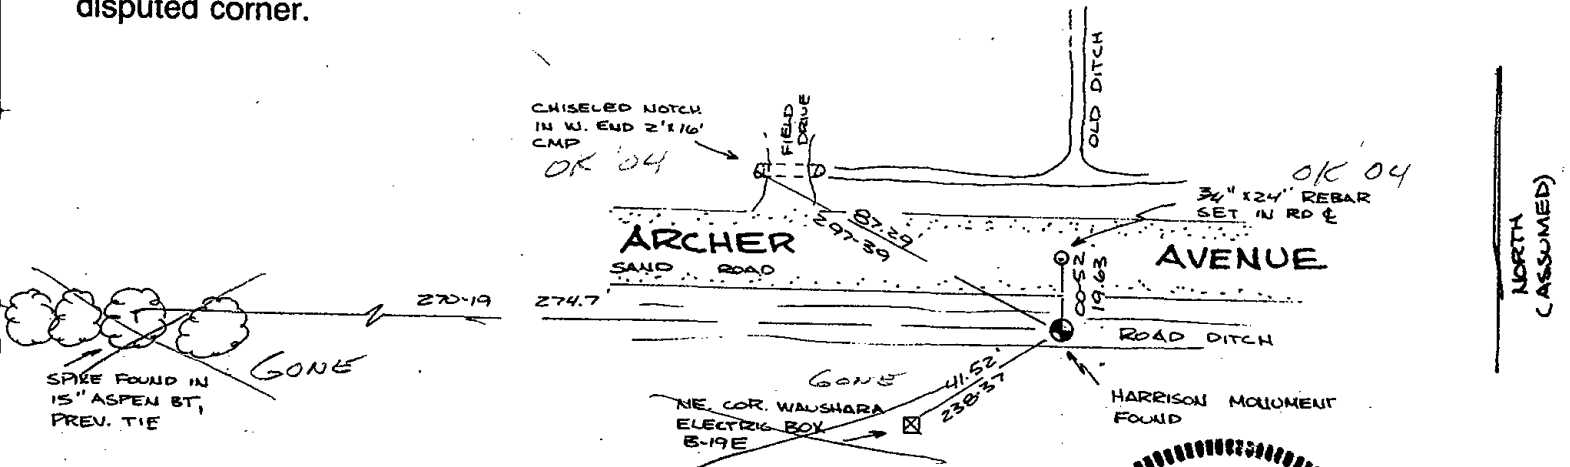 disputed corner.
OLD DITCH
CHISELED NOTCH
IN W. END 2'X16'
CMP
OK '04
FIELD
DRIVE
OK '04
3/4" X 24" REBAR
SET IN RD ℄
87.29
297-39
ARCHER AVENUE
SAND ROAD
00-52
19.63
NORTH
(ASSUMED)
270-19 274.7'
ROAD DITCH
GONE
SPIKE FOUND IN
15" ASPEN BT,
PREV. TIE
GONE
41.52'
238-37
NE. COR. WAUSHARA
ELECTRIC BOX
B-19E
HARRISON MONUMENT
FOUND